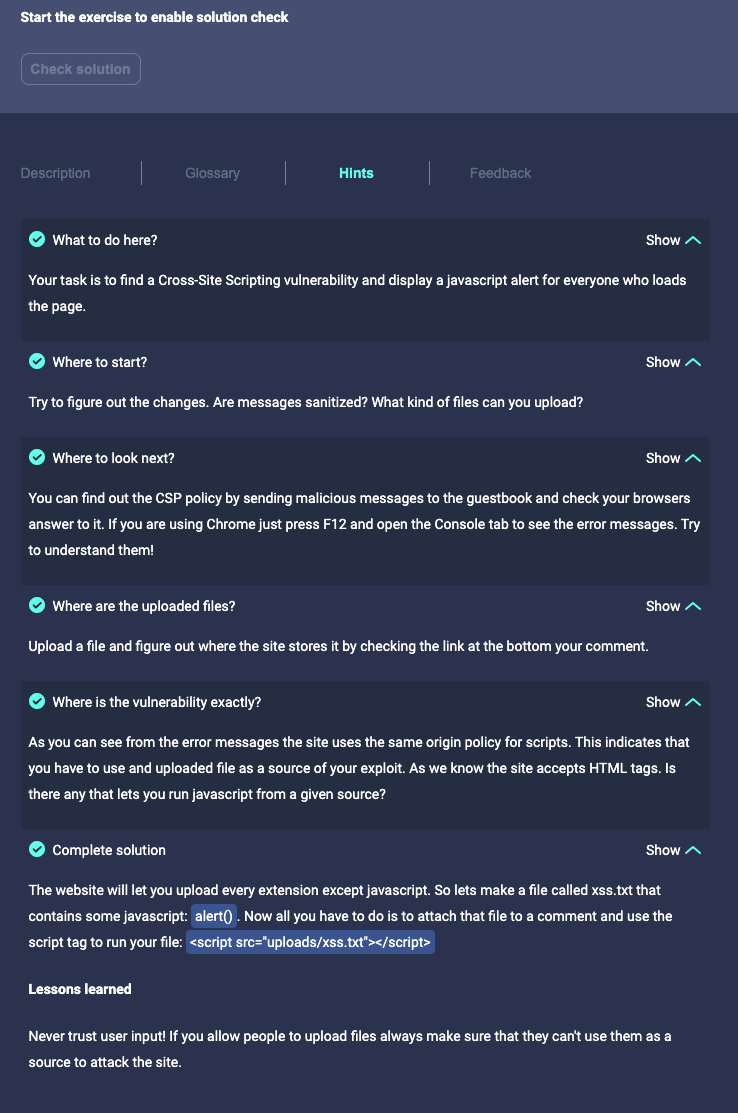 Start the exercise to enable solution check
Check solution
Description
Glossary
Hints
Feedback
What to do here?
Show
Your task is to find a Cross-Site Scripting vulnerability and display a javascript alert for everyone who loads
the page.
Where to start?
Show
Try to figure out the changes. Are messages sanitized? What kind of files can you upload?
Where to look next?
Show
You can find out the CSP policy by sending malicious messages to the guestbook and check your browsers
answer to it. If you are using Chrome just press F12 and open the Console tab to see the error messages. Try
to understand them!
Where are the uploaded files?
Show
Upload a file and figure out where the site stores it by checking the link at the bottom your comment.
Where is the vulnerability exactly?
Show
As you can see from the error messages the site uses the same origin policy for scripts. This indicates that
you have to use and uploaded file as a source of your exploit. As we know the site accepts HTML tags. Is
there any that lets you run javascript from a given source?
Complete solution
Show
The website will let you upload every extension except javascript. So lets make a file called xss.txt that
contains some javascript: alert() . Now all you have to do is to attach that file to a comment and use the
script tag to run your file: <script src="uploads/xss.txt"></script>
Lessons learned
Never trust user input! If you allow people to upload files always make sure that they can't use them as a
source to attack the site.